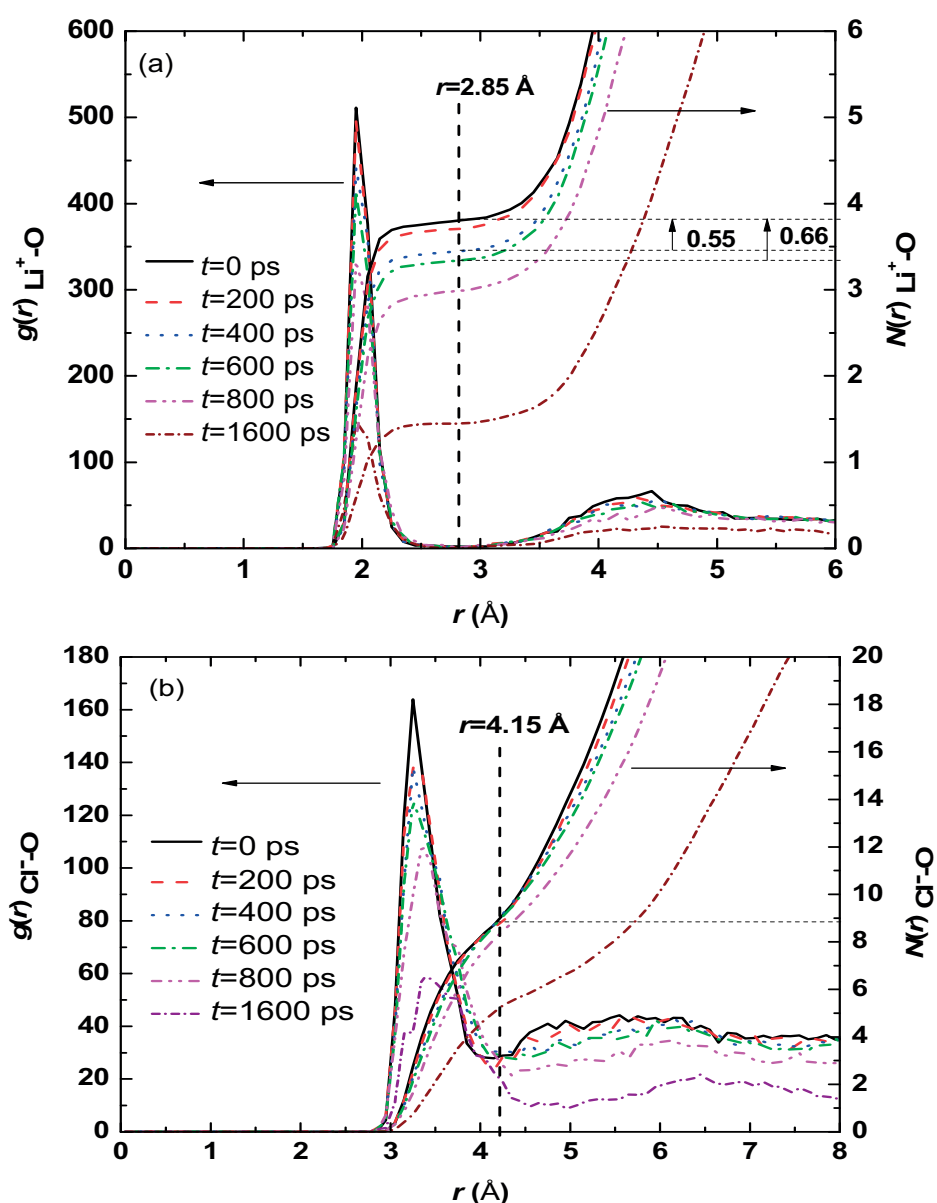 (a)
r=2.85 Å
0.55
0.66
t=0 ps
t=200 ps
t=400 ps
t=600 ps
t=800 ps
t=1600 ps
600
500
400
300
200
100
0
g(r) Li⁺-O
6
5
4
3
2
1
0
N(r) Li⁺-O
0 1 2 3 4 5 6
r (Å)
(b)
r=4.15 Å
t=0 ps
t=200 ps
t=400 ps
t=600 ps
t=800 ps
t=1600 ps
180
160
140
120
100
80
60
40
20
0
g(r) Cl⁻-O
20
18
16
14
12
10
8
6
4
2
0
N(r) Cl⁻-O
0 1 2 3 4 5 6 7 8
r (Å)